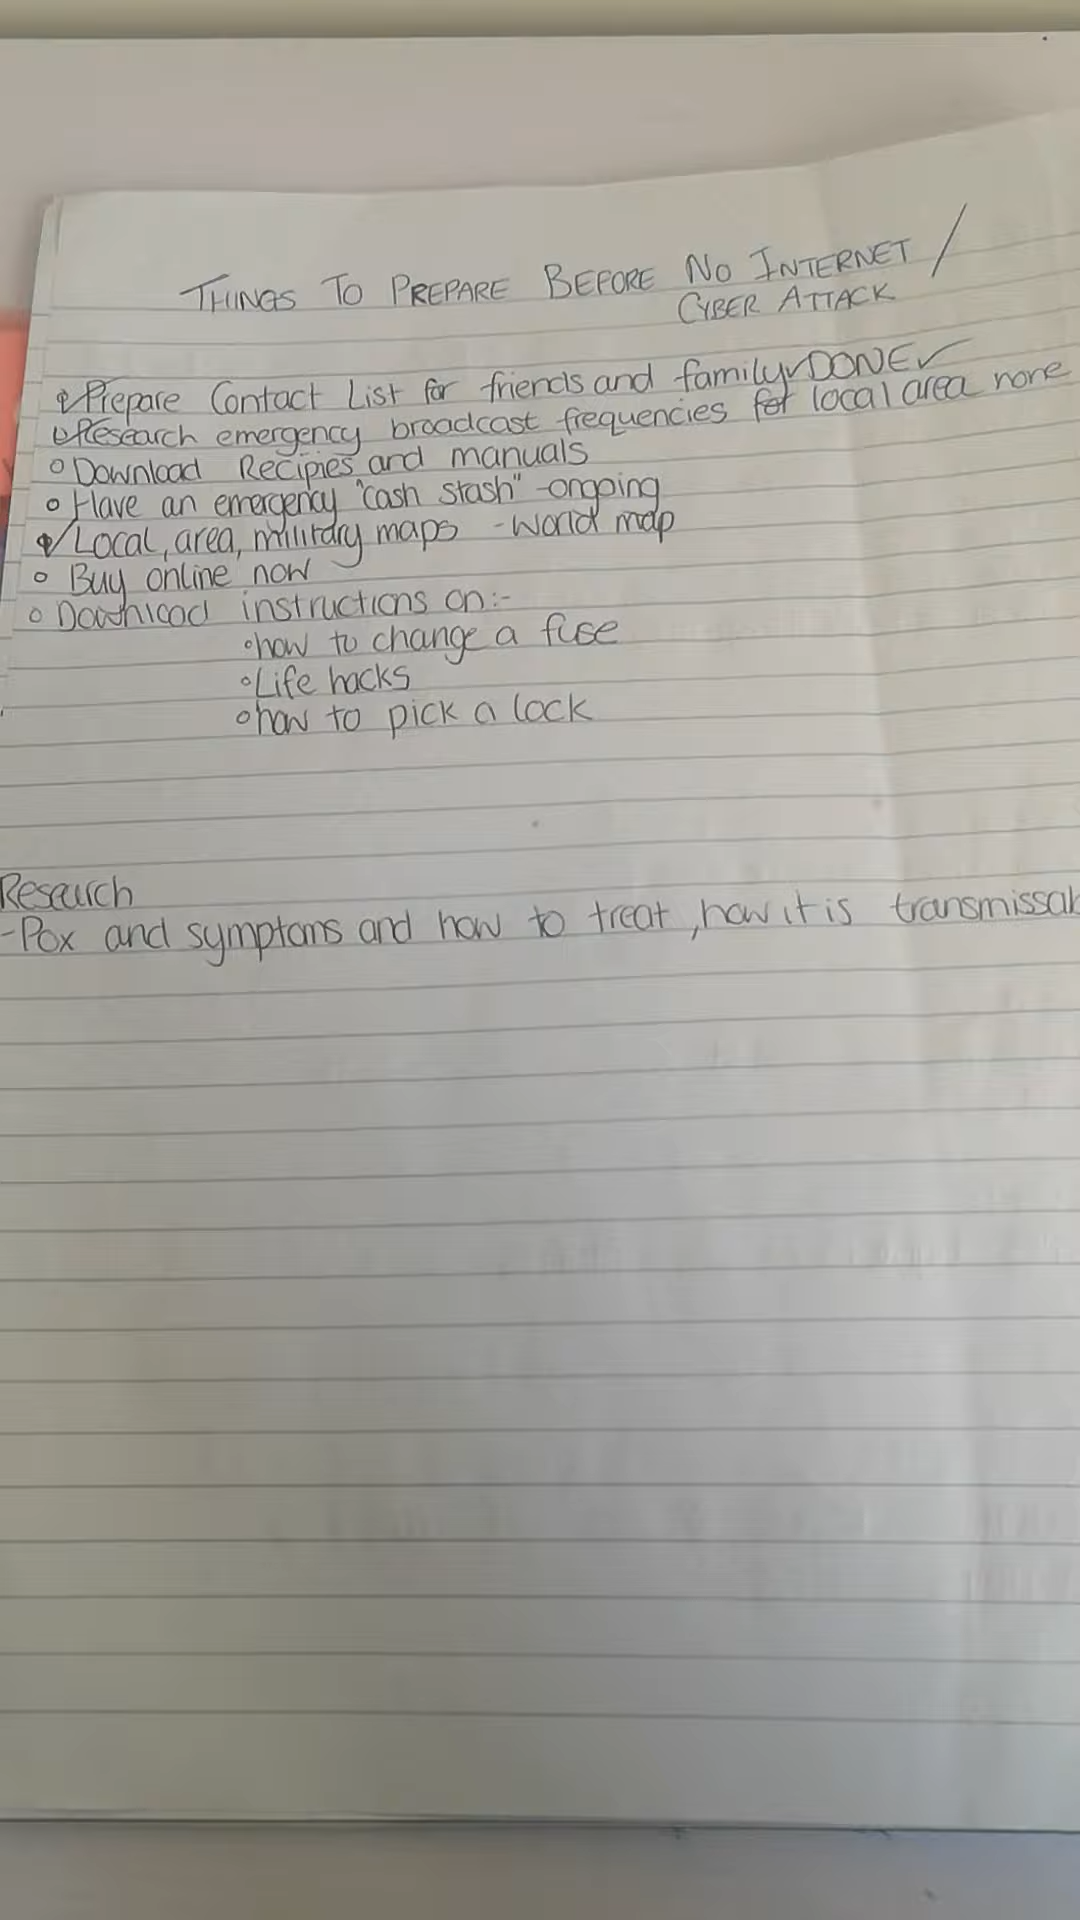 THINGS TO PREPARE BEFORE NO INTERNET /
CYBER ATTACK
Prepare Contact List for friends and family DONE
Research emergency broadcast frequencies for local area none
Download Recipies and manuals
Have an emergency "cash stash" -ongoing
Local, area, military maps - World map
Buy online now
Download instructions on:-
how to change a fuse
Life hacks
how to pick a lock
Research
-Pox and symptoms and how to treat, how it is transmissab